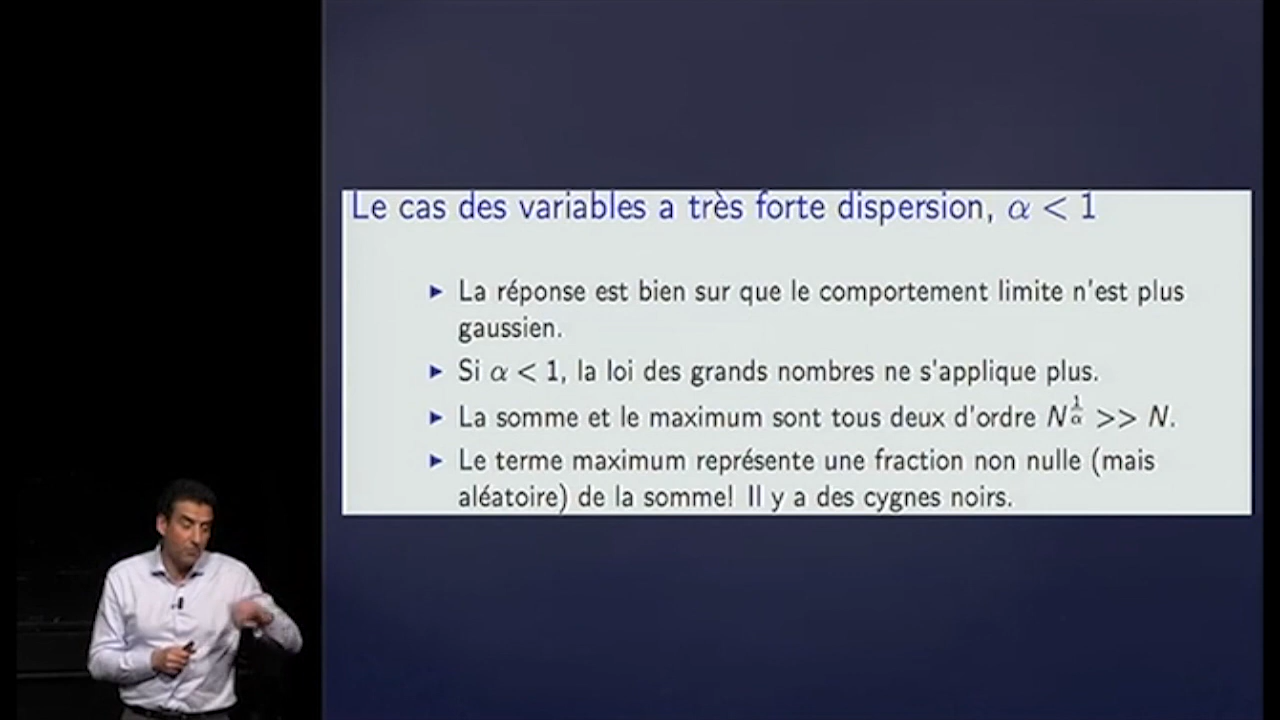 Le cas des variables a très forte dispersion, α < 1
▸ La réponse est bien sur que le comportement limite n'est plus
gaussien.
▸ Si α < 1, la loi des grands nombres ne s'applique plus.
▸ La somme et le maximum sont tous deux d'ordre N^{1/α} >> N.
▸ Le terme maximum représente une fraction non nulle (mais
aléatoire) de la somme! Il y a des cygnes noirs.